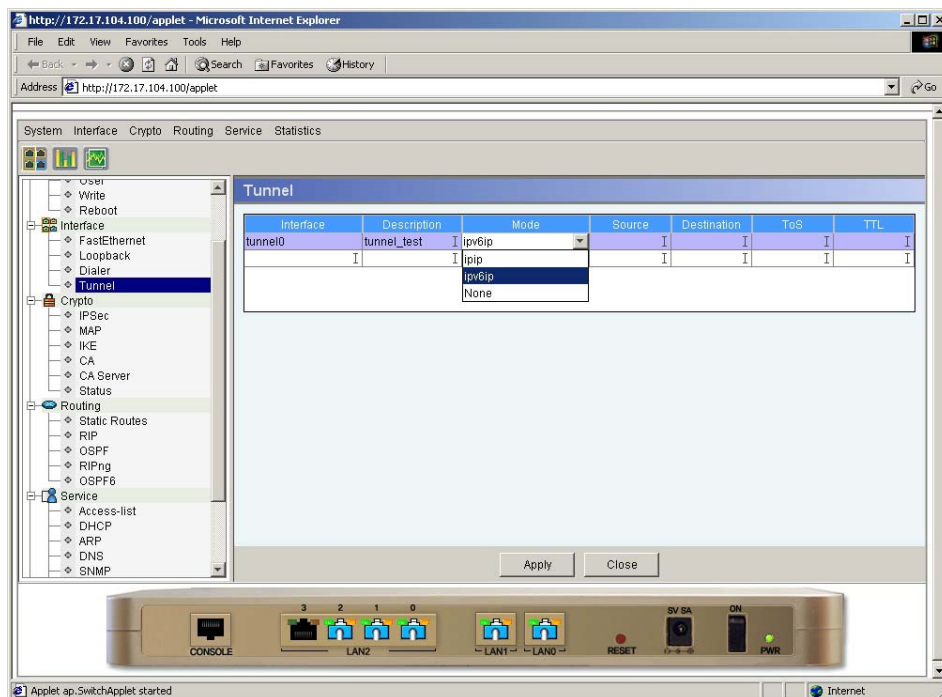 http://172.17.104.100/applet - Microsoft Internet Explorer
File Edit View Favorites Tools Help
Back Search Favorites History
Address http://172.17.104.100/applet Go
System Interface Crypto Routing Service Statistics
User
Write
Reboot
Interface
FastEthernet
Loopback
Dialer
Tunnel
Crypto
IPSec
MAP
IKE
CA
CA Server
Status
Routing
Static Routes
RIP
OSPF
RIPng
OSPF6
Service
Access-list
DHCP
ARP
DNS
SNMP
Tunnel
Interface Description Mode Source Destination ToS TTL
tunnel0 tunnel_test ipv6ip
ipip
ipv6ip
None
Apply Close
3 2 1 0
CONSOLE LAN2 LAN1 LAN0 RESET 5V 5A ON PWR
Applet ap.SwitchApplet started Internet